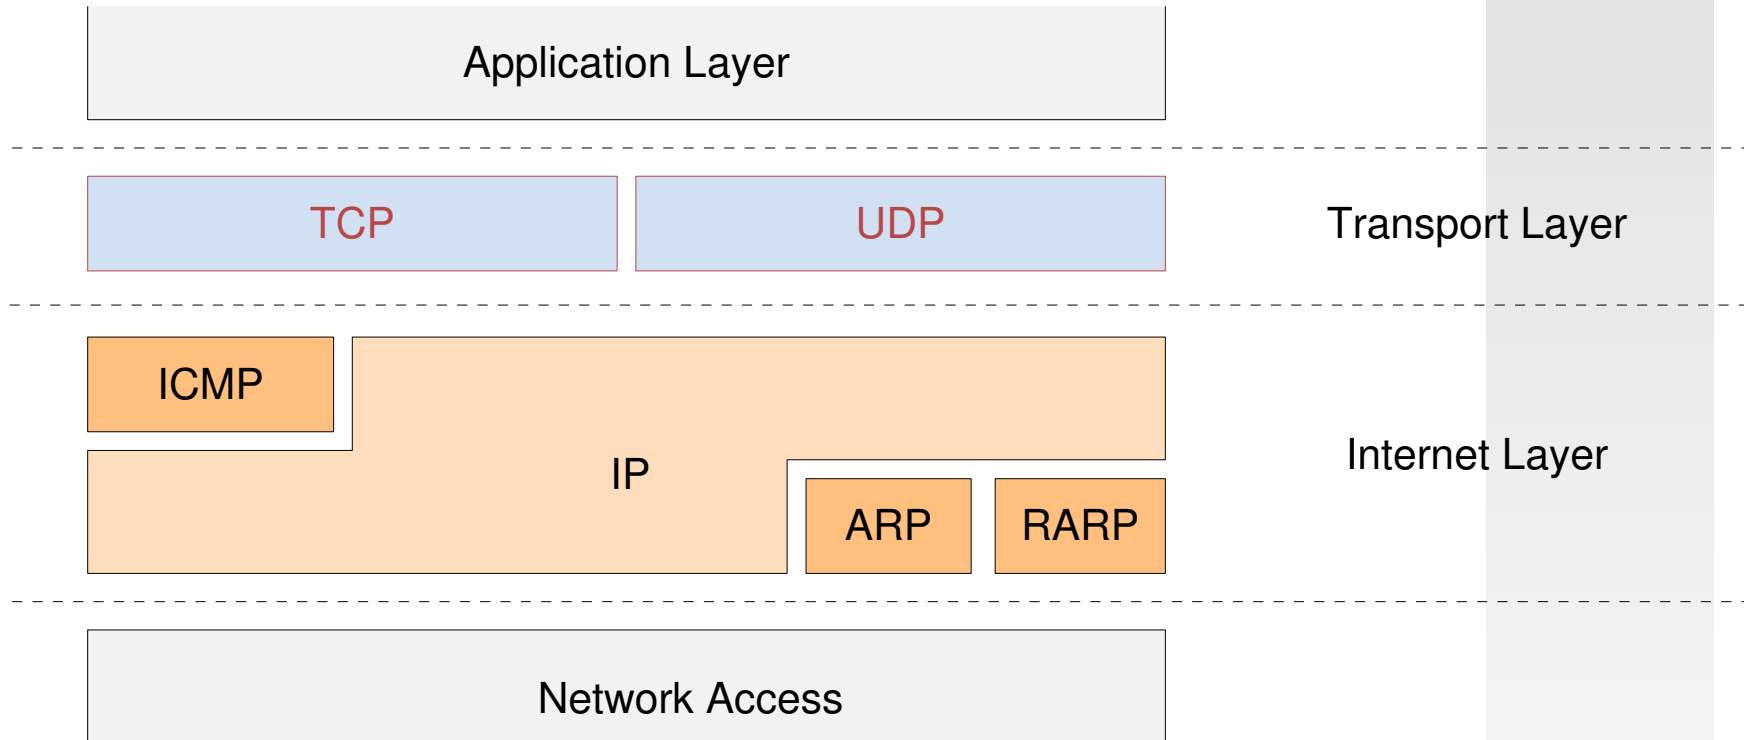 Application Layer
TCP
UDP
Transport Layer
ICMP
IP
Internet Layer
ARP
RARP
Network Access